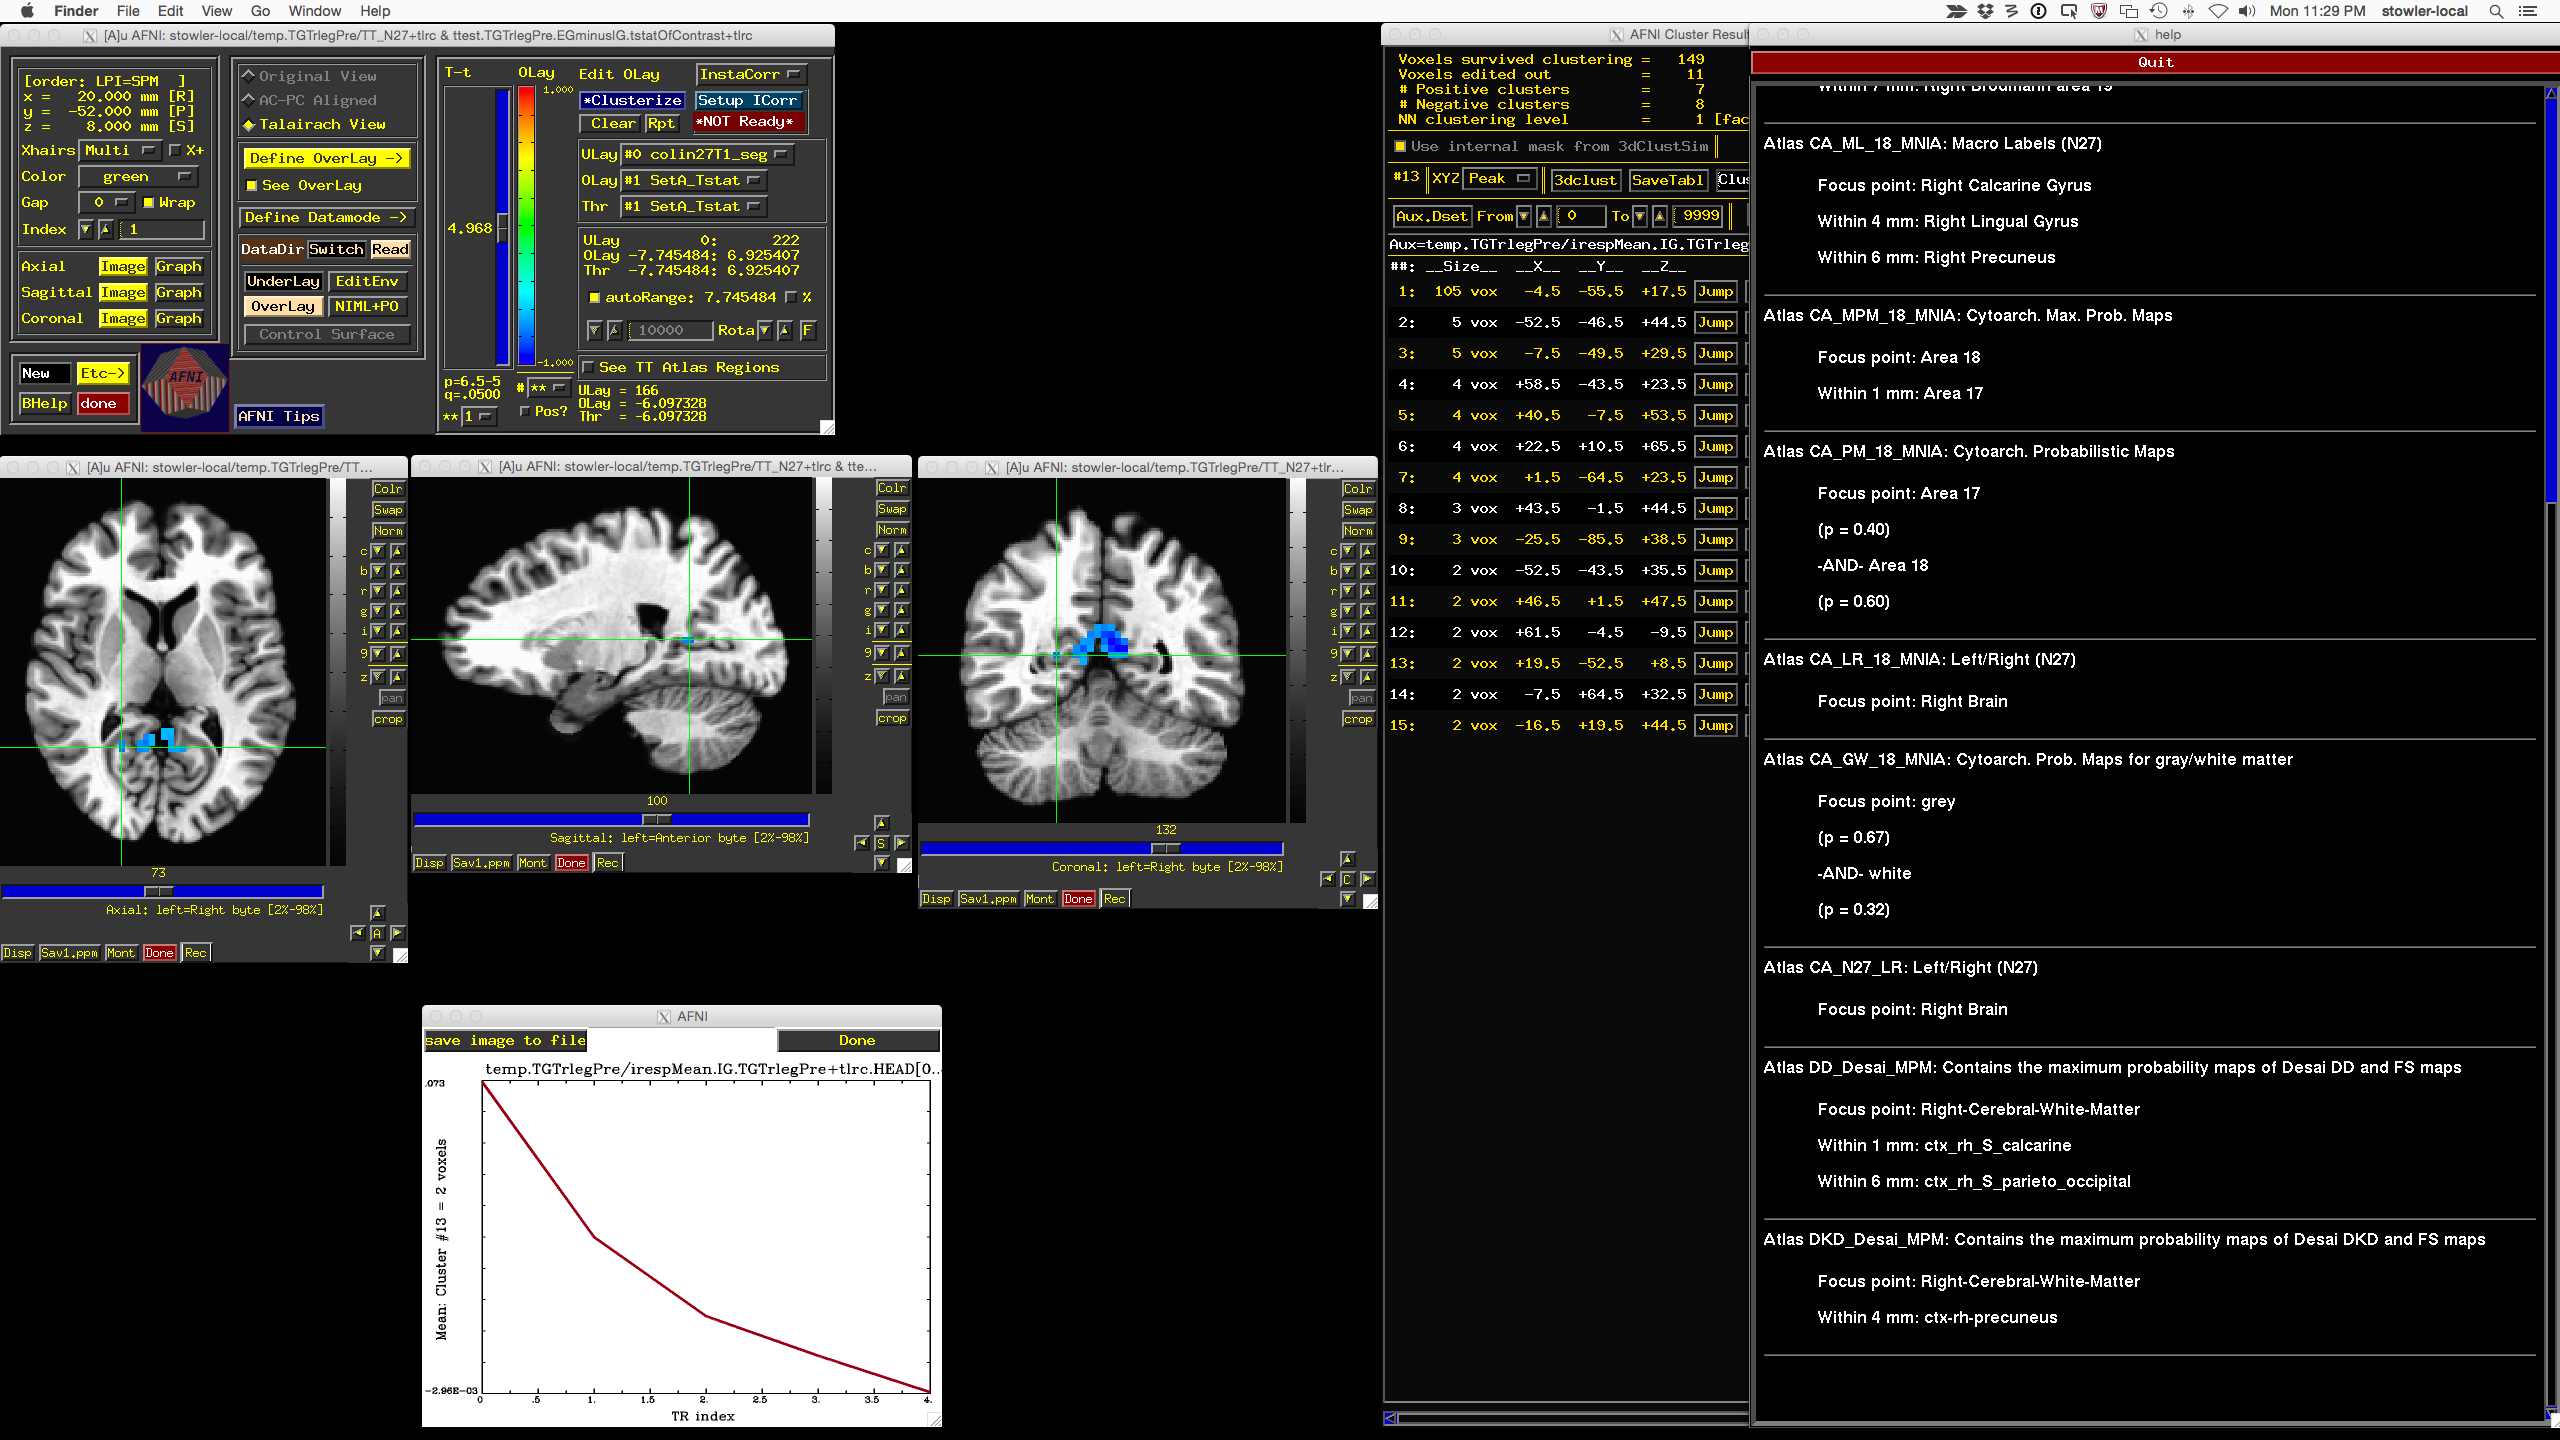 Finder File Edit View Go Window Help
Mon 11:29 PM stowler-local
[A]u AFNI: stowler-local/temp.TGTrlegPre/TT_N27+tlrc & ttest.TGTrlegPre.EGminusIG.tstatOfContrast+tlrc
[order: LPI=SPM ]
x = 20.000 mm [R]
y = -52.000 mm [P]
z = 8.000 mm [S]
Xhairs Multi X+
Color green
Gap 0 Wrap
Index 1
Axial Image Graph
Sagittal Image Graph
Coronal Image Graph
New Etc->
BHelp done
AFNI
Original View
AC-PC Aligned
Talairach View
Define OverLay ->
See OverLay
Define Datamode ->
DataDir Switch Read
UnderLay EditEnv
OverLay NIML+PO
Control Surface
AFNI Tips
T-t
4.968
p=6.5-5
q=.0500
** 1
OLay
1.000
-1.000
# **
Pos?
Edit OLay InstaCorr
*Clusterize Setup ICorr
Clear Rpt *NOT Ready*
ULay #0 colin27T1_seg
OLay #1 SetA_Tstat
Thr #1 SetA_Tstat
ULay 0: 222
OLay -7.745484: 6.925407
Thr -7.745484: 6.925407
autoRange: 7.745484 %
10000 Rota F
See TT Atlas Regions
ULay = 166
OLay = -6.097328
Thr = -6.097328
[A]u AFNI: stowler-local/temp.TGTrlegPre/TT...
Colr
Swap
Norm
c
b
r
g
i
9
z
pan
crop
73
Axial: left=Right byte [2%-98%]
A
Disp Sav1.ppm Mont Done Rec
[A]u AFNI: stowler-local/temp.TGTrlegPre/TT_N27+tlrc & tte...
Colr
Swap
Norm
c
b
r
g
i
9
z
pan
crop
100
Sagittal: left=Anterior byte [2%-98%]
S
Disp Sav1.ppm Mont Done Rec
[A]u AFNI: stowler-local/temp.TGTrlegPre/TT_N27+tlr...
Colr
Swap
Norm
c
b
r
g
i
9
z
pan
crop
132
Coronal: left=Right byte [2%-98%]
C
Disp Sav1.ppm Mont Done Rec
AFNI
save image to file Done
temp.TGTrlegPre/irespMean.IG.TGTrlegPre+tlrc.HEAD[0..
.073
Mean: Cluster #13 = 2 voxels
-2.96E-03
0 .5 1. 1.5 2. 2.5 3. 3.5 4.
TR index
AFNI Cluster Result
Voxels survived clustering = 149
Voxels edited out = 11
# Positive clusters = 7
# Negative clusters = 8
NN clustering level = 1 [fac
Use internal mask from 3dClustSim
#13 XYZ Peak 3dclust SaveTabl Clus
Aux.Dset From 0 To 9999
Aux=temp.TGTrlegPre/irespMean.IG.TGTrleg
##: __Size__ __X__ __Y__ __Z__
1: 105 vox -4.5 -55.5 +17.5 Jump
2: 5 vox -52.5 -46.5 +44.5 Jump
3: 5 vox -7.5 -49.5 +29.5 Jump
4: 4 vox +58.5 -43.5 +23.5 Jump
5: 4 vox +40.5 -7.5 +53.5 Jump
6: 4 vox +22.5 +10.5 +65.5 Jump
7: 4 vox +1.5 -64.5 +23.5 Jump
8: 3 vox +43.5 -1.5 +44.5 Jump
9: 3 vox -25.5 -85.5 +38.5 Jump
10: 2 vox -52.5 -43.5 +35.5 Jump
11: 2 vox +46.5 +1.5 +47.5 Jump
12: 2 vox +61.5 -4.5 -9.5 Jump
13: 2 vox +19.5 -52.5 +8.5 Jump
14: 2 vox -7.5 +64.5 +32.5 Jump
15: 2 vox -16.5 +19.5 +44.5 Jump
help
Quit
Within 7 mm: Right Brodmann area 19
Atlas CA_ML_18_MNIA: Macro Labels (N27)
Focus point: Right Calcarine Gyrus
Within 4 mm: Right Lingual Gyrus
Within 6 mm: Right Precuneus
Atlas CA_MPM_18_MNIA: Cytoarch. Max. Prob. Maps
Focus point: Area 18
Within 1 mm: Area 17
Atlas CA_PM_18_MNIA: Cytoarch. Probabilistic Maps
Focus point: Area 17
(p = 0.40)
-AND- Area 18
(p = 0.60)
Atlas CA_LR_18_MNIA: Left/Right (N27)
Focus point: Right Brain
Atlas CA_GW_18_MNIA: Cytoarch. Prob. Maps for gray/white matter
Focus point: grey
(p = 0.67)
-AND- white
(p = 0.32)
Atlas CA_N27_LR: Left/Right (N27)
Focus point: Right Brain
Atlas DD_Desai_MPM: Contains the maximum probability maps of Desai DD and FS maps
Focus point: Right-Cerebral-White-Matter
Within 1 mm: ctx_rh_S_calcarine
Within 6 mm: ctx_rh_S_parieto_occipital
Atlas DKD_Desai_MPM: Contains the maximum probability maps of Desai DKD and FS maps
Focus point: Right-Cerebral-White-Matter
Within 4 mm: ctx-rh-precuneus